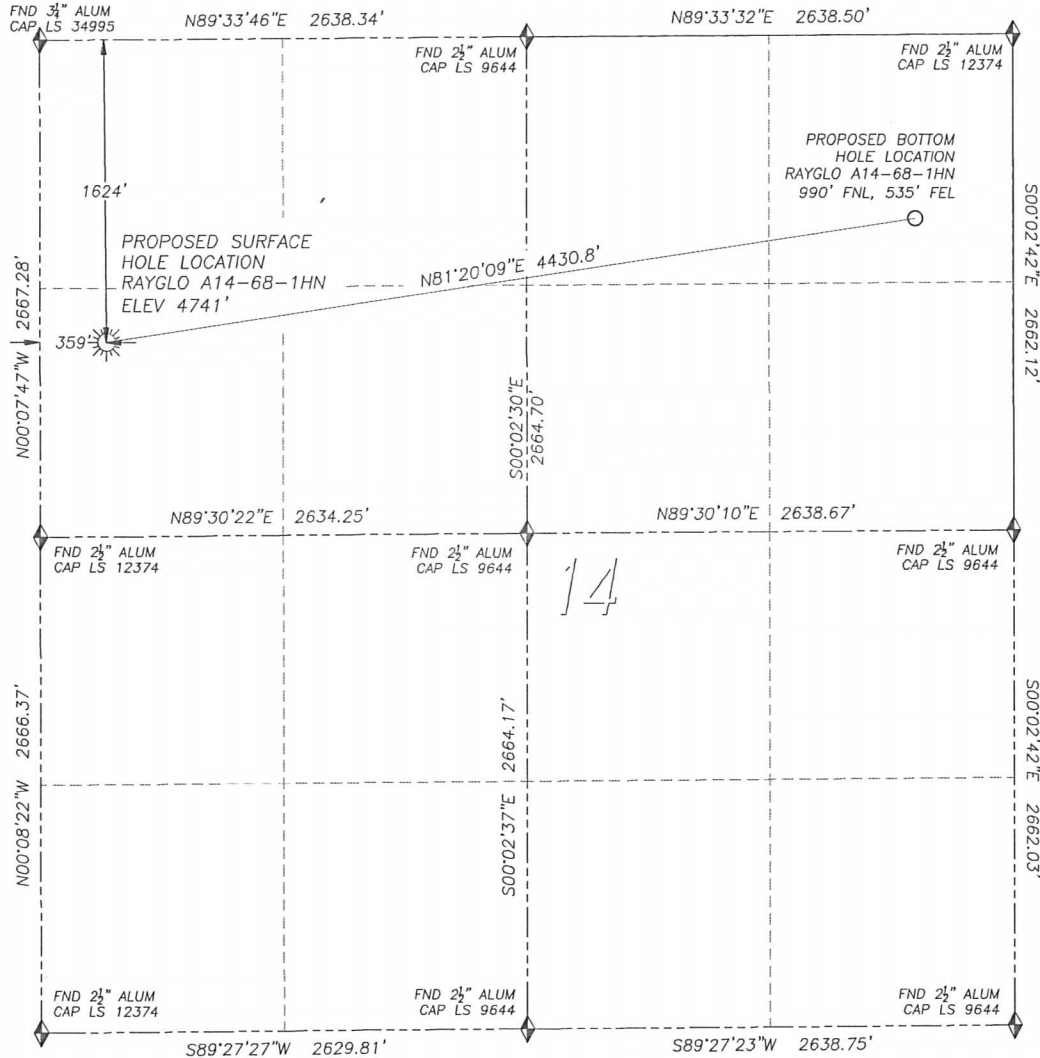 FND 3¼" ALUM
CAP LS 34995
N89°33'46"E 2638.34'
N89°33'32"E 2638.50'
FND 2½" ALUM
CAP LS 9644
FND 2½" ALUM
CAP LS 12374
PROPOSED BOTTOM
HOLE LOCATION
RAYGLO A14-68-1HN
990' FNL, 535' FEL
1624'
PROPOSED SURFACE
HOLE LOCATION
RAYGLO A14-68-1HN
ELEV 4741'
N81°20'09"E 4430.8'
359'
N00°07'47"W 2667.28'
S00°02'30"E
2664.70'
S00°02'42"E 2662.12'
N89°30'22"E 2634.25'
N89°30'10"E 2638.67'
FND 2½" ALUM
CAP LS 12374
FND 2½" ALUM
CAP LS 9644
FND 2½" ALUM
CAP LS 9644
14
N00°08'22"W 2666.37'
S00°02'37"E 2664.17'
S00°02'42"E 2662.03'
FND 2½" ALUM
CAP LS 12374
FND 2½" ALUM
CAP LS 9644
FND 2½" ALUM
CAP LS 9644
S89°27'27"W 2629.81'
S89°27'23"W 2638.75'